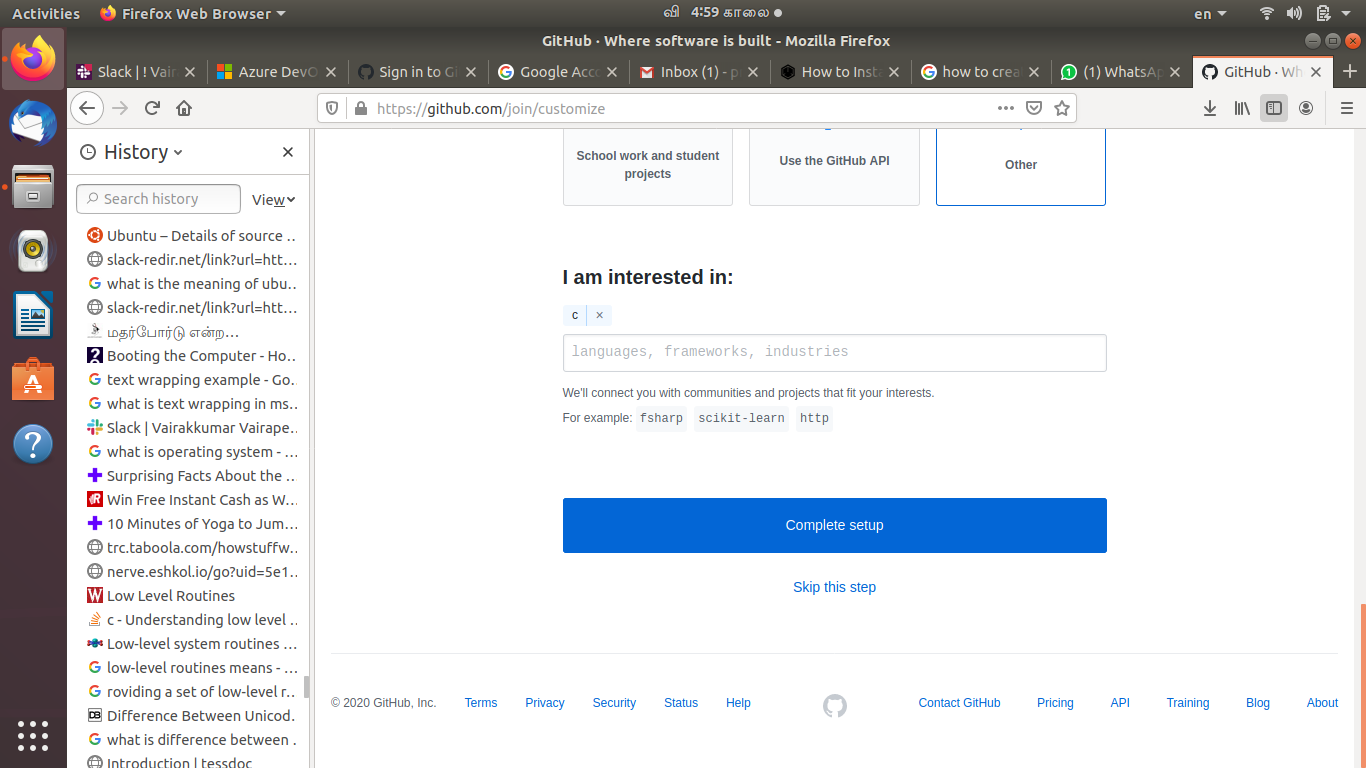 Activities Firefox Web Browser வி 4:59 காலை en
GitHub · Where software is built - Mozilla Firefox
Slack | ! Vair Azure DevO Sign in to Gi Google Acco Inbox (1) - p how To Insta how to crea (1) WhatsAp GitHub · Wh
https://github.com/join/customize
History
Search history View
Ubuntu – Details of source …
slack-redir.net/link?url=htt…
what is the meaning of ubu…
slack-redir.net/link?url=htt…
மதர்போர்டு என்ற…
Booting the Computer - Ho…
text wrapping example - Go…
what is text wrapping in ms…
Slack | Vairakkumar Vairape…
what is operating system - …
Surprising Facts About the …
Win Free Instant Cash as W…
10 Minutes of Yoga to Jum…
trc.taboola.com/howstuffw…
nerve.eshkol.io/go?uid=5e1…
Low Level Routines
c - Understanding low level …
Low-level system routines …
low-level routines means - …
roviding a set of low-level r…
Difference Between Unicod…
what is difference between …
Introduction | tessdoc
School work and student
projects
Use the GitHub API
Other
I am interested in:
c ×
languages, frameworks, industries
We'll connect you with communities and projects that fit your interests.
For example: fsharp scikit-learn http
Complete setup
Skip this step
© 2020 GitHub, Inc. Terms Privacy Security Status Help Contact GitHub Pricing API Training Blog About